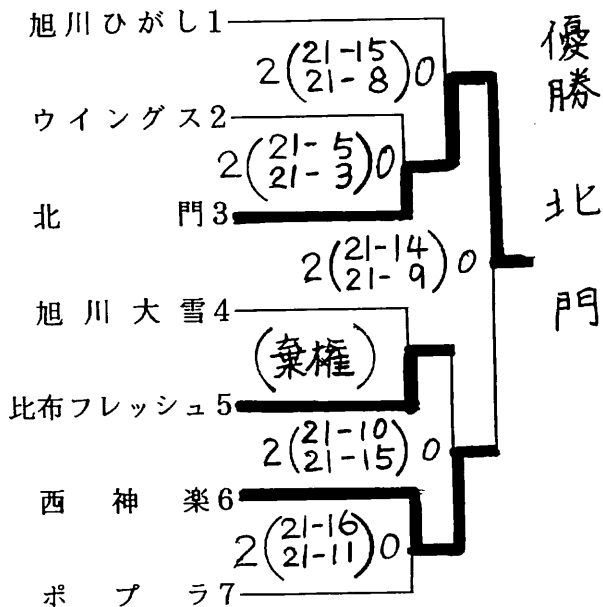 旭川ひがし1
2(21-15 21-8)0
ウイングス2
2(21-5 21-3)0
北門3
2(21-14 21-9)0
旭川大雪4
(棄権)
比布フレッシュ5
2(21-10 21-15)0
西神楽6
2(21-16 21-11)0
ポプラ7
優勝 北門